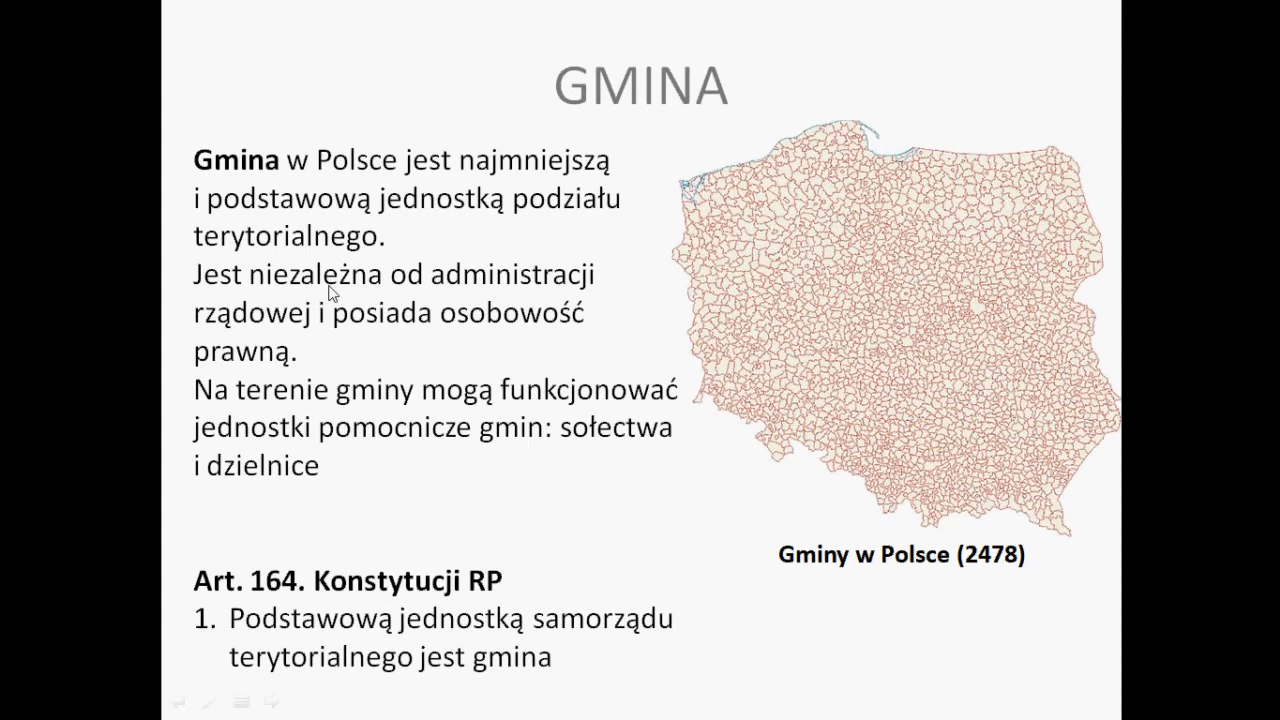 GMINA
Gmina w Polsce jest najmniejszą
i podstawową jednostką podziału
terytorialnego.
Jest niezależna od administracji
rządowej i posiada osobowość
prawną.
Na terenie gminy mogą funkcjonować
jednostki pomocnicze gmin: sołectwa
i dzielnice
Gminy w Polsce (2478)
Art. 164. Konstytucji RP
1. Podstawową jednostką samorządu
terytorialnego jest gmina